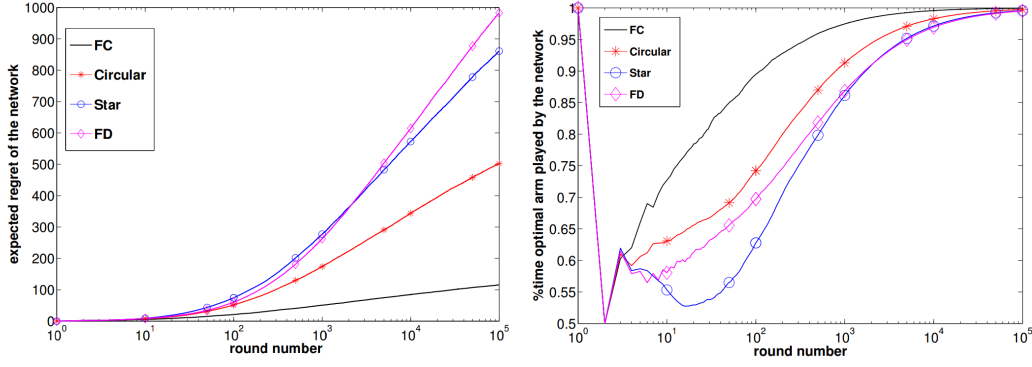 expected regret of the network
1000
900
800
700
600
500
400
300
200
100
0
FC
Circular
Star
FD
10^0
10^1
10^2
10^3
10^4
10^5
round number
%time optimal arm played by the network
1
0.95
0.9
0.85
0.8
0.75
0.7
0.65
0.6
0.55
0.5
FC
Circular
Star
FD
10^0
10^1
10^2
10^3
10^4
10^5
round number